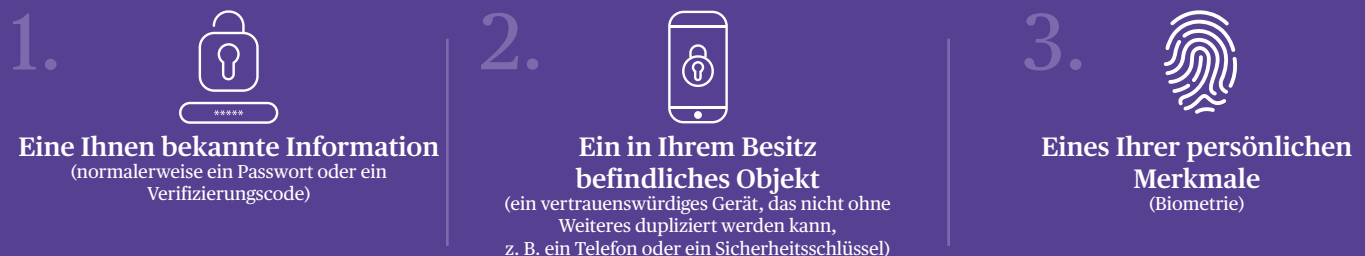 1.
*****
Eine Ihnen bekannte Information
(normalerweise ein Passwort oder ein
Verifizierungscode)
2.
Ein in Ihrem Besitz
befindliches Objekt
(ein vertrauenswürdiges Gerät, das nicht ohne
Weiteres dupliziert werden kann,
z. B. ein Telefon oder ein Sicherheitsschlüssel)
3.
Eines Ihrer persönlichen
Merkmale
(Biometrie)